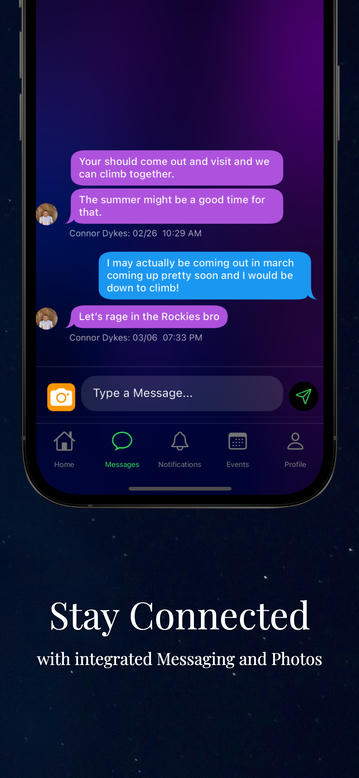 Your should come out and visit and we
can climb together.
The summer might be a good time for
that.
Connor Dykes: 02/26 10:29 AM
I may actually be coming out in march
coming up pretty soon and I would be
down to climb!
Let's rage in the Rockies bro
Connor Dykes: 03/06 07:33 PM
Type a Message...
Home Messages Notifications Events Profile
Stay Connected
with integrated Messaging and Photos